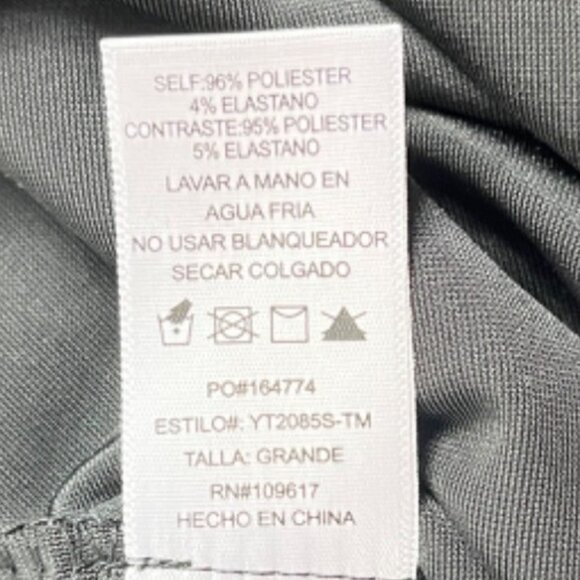 SELF:96% POLIESTER
4% ELASTANO
CONTRASTE:95% POLIESTER
5% ELASTANO
LAVAR A MANO EN
AGUA FRIA
NO USAR BLANQUEADOR
SECAR COLGADO
PO#164774
ESTILO#: YT2085S-TM
TALLA: GRANDE
RN#109617
HECHO EN CHINA